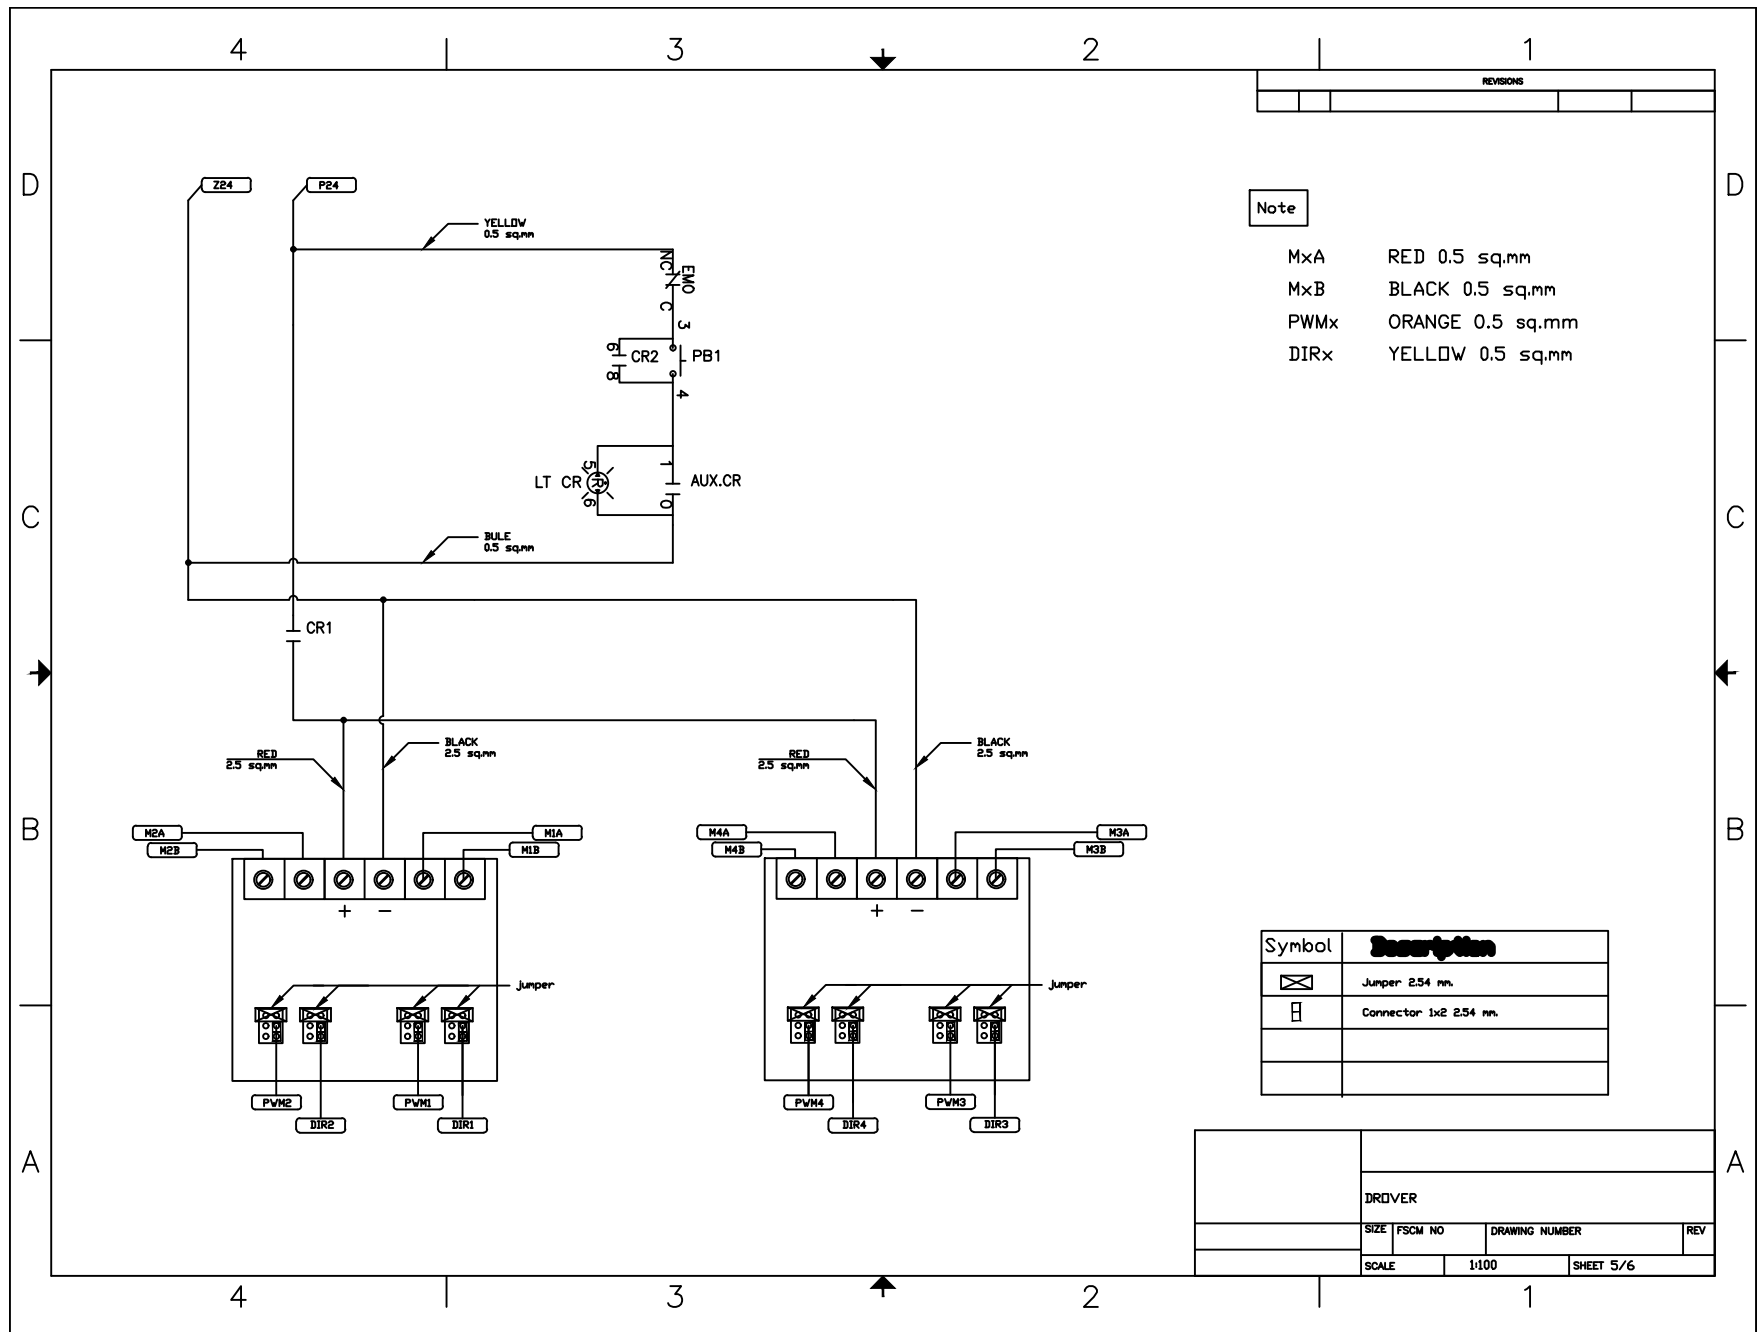 4 3 2 1
REVISIONS
D D
Z24 P24
YELLOW
0.5 sq.mm
Note
MxA RED 0.5 sq.mm
MxB BLACK 0.5 sq.mm
PWMx ORANGE 0.5 sq.mm
DIRx YELLOW 0.5 sq.mm
NC
EMO
C
3
6
CR2 PB1
8
4
5
1
LT CR R AUX.CR
6
0
C C
BULE
0.5 sq.mm
CR1
RED
2.5 sq.mm
BLACK
2.5 sq.mm
RED
2.5 sq.mm
BLACK
2.5 sq.mm
B B
M2A M1A M4A M3A
M2B M1B M4B M3B
+ − + −
Symbol Description
Jumper 2.54 mm.
Connector 1x2 2.54 mm.
jumper jumper
PWM2 PWM1 PWM4 PWM3
DIR2 DIR1 DIR4 DIR3
A A
DROVER
SIZE FSCM NO DRAWING NUMBER REV
SCALE 1:100 SHEET 5/6
4 3 2 1